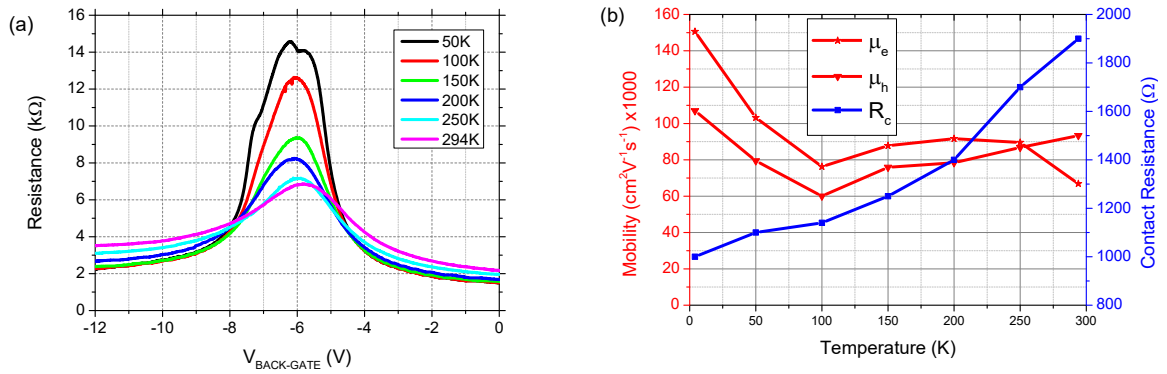 (a)
Resistance (kΩ)
16
14
12
10
8
6
4
2
0
50K
100K
150K
200K
250K
294K
-12
-10
-8
-6
-4
-2
0
V_BACK-GATE (V)
(b)
Mobility (cm²V⁻¹s⁻¹) x1000
160
140
120
100
80
60
40
20
0
μ_e
μ_h
R_c
2000
1800
1600
1400
1200
1000
800
Contact Resistance (Ω)
0
50
100
150
200
250
300
Temperature (K)